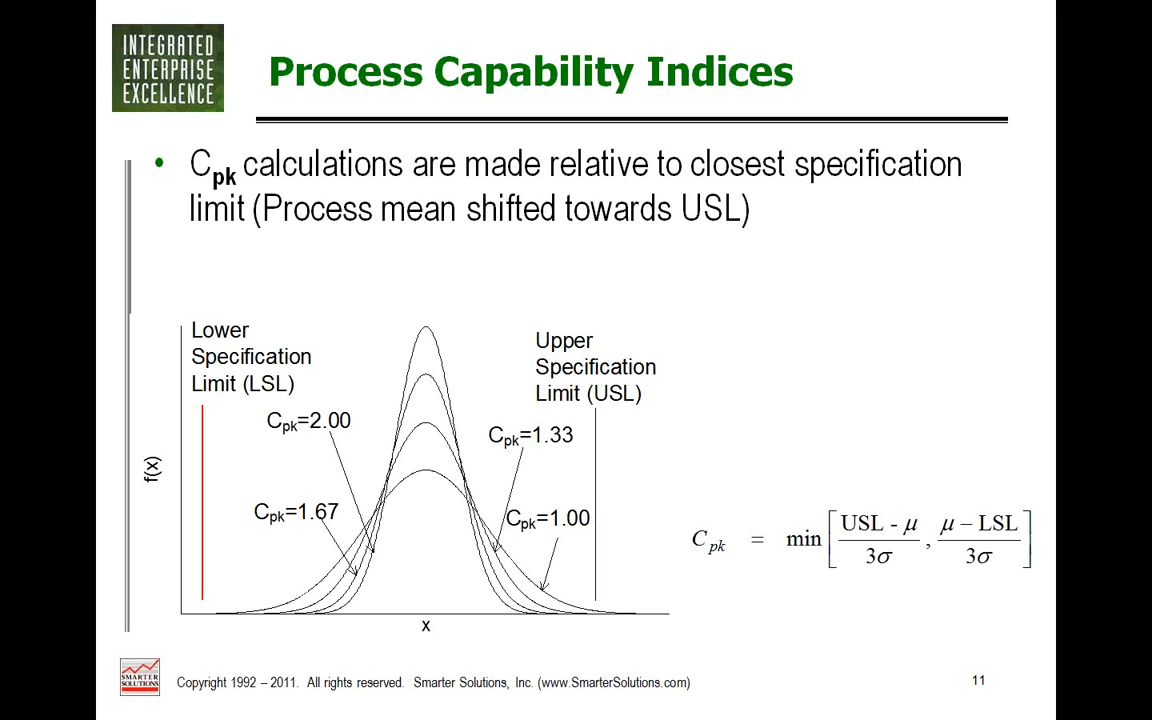 INTEGRATED
ENTERPRISE
EXCELLENCE
Process Capability Indices
• Cpk calculations are made relative to closest specification
limit (Process mean shifted towards USL)
Lower
Specification
Limit (LSL)
Upper
Specification
Limit (USL)
Cpk=2.00
Cpk=1.33
Cpk=1.67
Cpk=1.00
f(x)
x
Cpk = min [ USL - μ / 3σ , μ – LSL / 3σ ]
SMARTER
SOLUTIONS
Copyright 1992 – 2011. All rights reserved. Smarter Solutions, Inc. (www.SmarterSolutions.com)
11